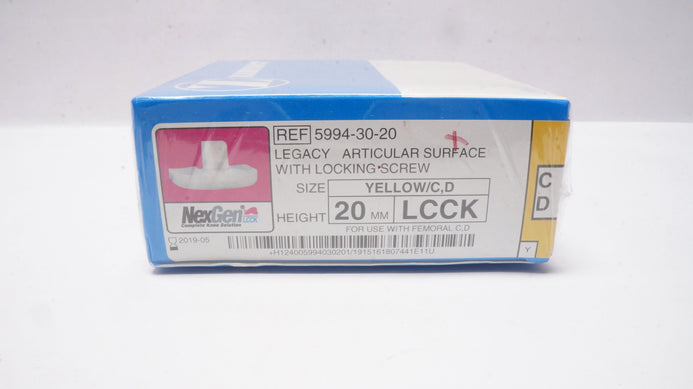 REF 5994-30-20
LEGACY ARTICULAR SURFACE
WITH LOCKING SCREW
SIZE YELLOW/C,D
HEIGHT 20 MM LCCK
FOR USE WITH FEMORAL C,D
NexGen LCCK
Complete Knee Solution
2019-05
+H124005994030201/1915161807441E11U
C
D
Y